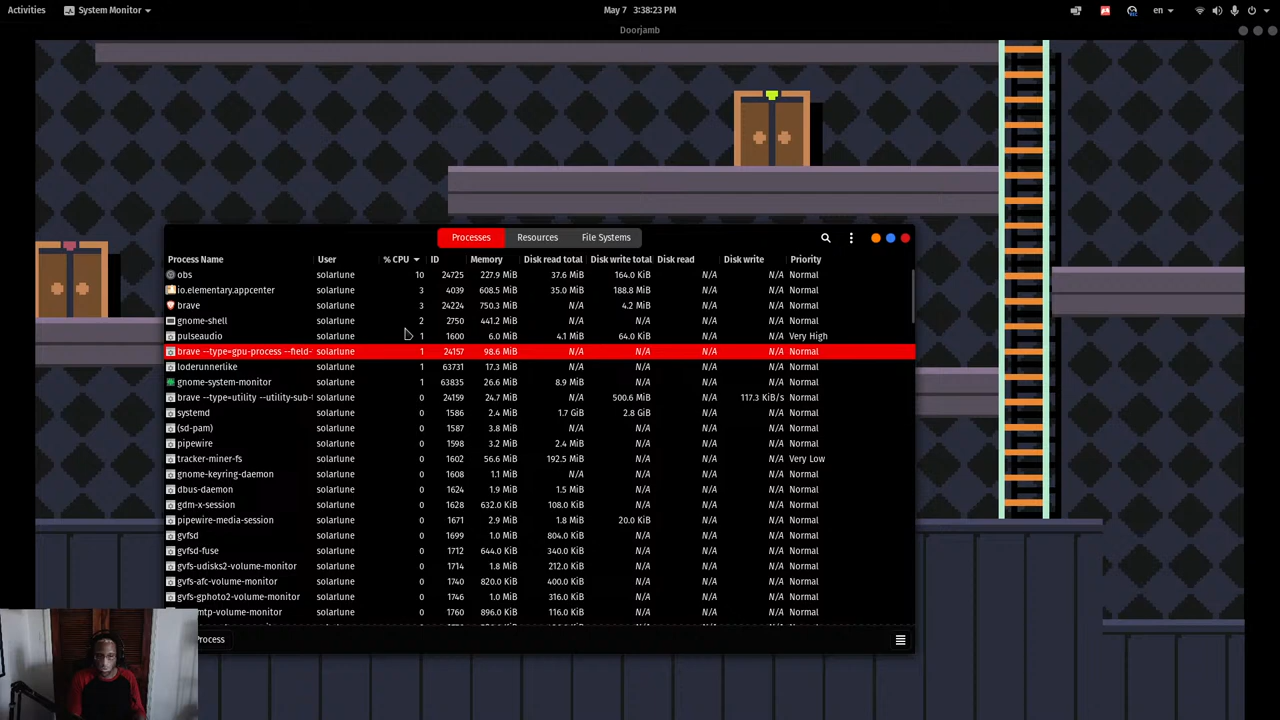 Activities System Monitor May 7 3:38:23 PM en
Doorjamb
Processes Resources File Systems
Process Name User % CPU ID Memory Disk read total Disk write total Disk read Disk write Priority
obs solarlune 10 24725 227.9 MiB 37.6 MiB 164.0 KiB N/A N/A Normal
io.elementary.appcenter solarlune 3 4039 608.5 MiB 35.0 MiB 188.8 MiB N/A N/A Normal
brave solarlune 3 24224 750.3 MiB N/A 4.2 MiB N/A N/A Normal
gnome-shell solarlune 2 2750 441.2 MiB N/A N/A N/A N/A Normal
pulseaudio solarlune 1 1600 6.0 MiB 4.1 MiB 64.0 KiB N/A N/A Very High
brave --type=gpu-process --field- solarlune 1 24157 98.6 MiB N/A N/A N/A N/A Normal
loderunnerlike solarlune 1 63731 17.3 MiB N/A N/A N/A N/A Normal
gnome-system-monitor solarlune 1 63835 26.6 MiB 8.9 MiB N/A N/A N/A Normal
brave --type=utility --utility-sub-t solarlune 0 24159 24.7 MiB N/A 500.6 MiB N/A 117.3 KiB/s Normal
systemd solarlune 0 1586 2.4 MiB 1.7 GiB 2.8 GiB N/A N/A Normal
(sd-pam) solarlune 0 1587 3.8 MiB N/A N/A N/A N/A Normal
pipewire solarlune 0 1598 3.2 MiB 2.4 MiB N/A N/A N/A Normal
tracker-miner-fs solarlune 0 1602 56.6 MiB 192.5 MiB N/A N/A N/A Very Low
gnome-keyring-daemon solarlune 0 1608 1.1 MiB N/A N/A N/A N/A Normal
dbus-daemon solarlune 0 1624 1.9 MiB 1.5 MiB N/A N/A N/A Normal
gdm-x-session solarlune 0 1628 632.0 KiB 108.0 KiB N/A N/A N/A Normal
pipewire-media-session solarlune 0 1671 2.9 MiB 1.8 MiB 20.0 KiB N/A N/A Normal
gvfsd solarlune 0 1699 1.0 MiB 804.0 KiB N/A N/A N/A Normal
gvfsd-fuse solarlune 0 1712 644.0 KiB 340.0 KiB N/A N/A N/A Normal
gvfs-udisks2-volume-monitor solarlune 0 1714 1.8 MiB 212.0 KiB N/A N/A N/A Normal
gvfs-afc-volume-monitor solarlune 0 1740 820.0 KiB 400.0 KiB N/A N/A N/A Normal
gvfs-gphoto2-volume-monitor solarlune 0 1746 1.0 MiB 316.0 KiB N/A N/A N/A Normal
mtp-volume-monitor solarlune 0 1760 896.0 KiB 116.0 KiB N/A N/A N/A Normal
Process